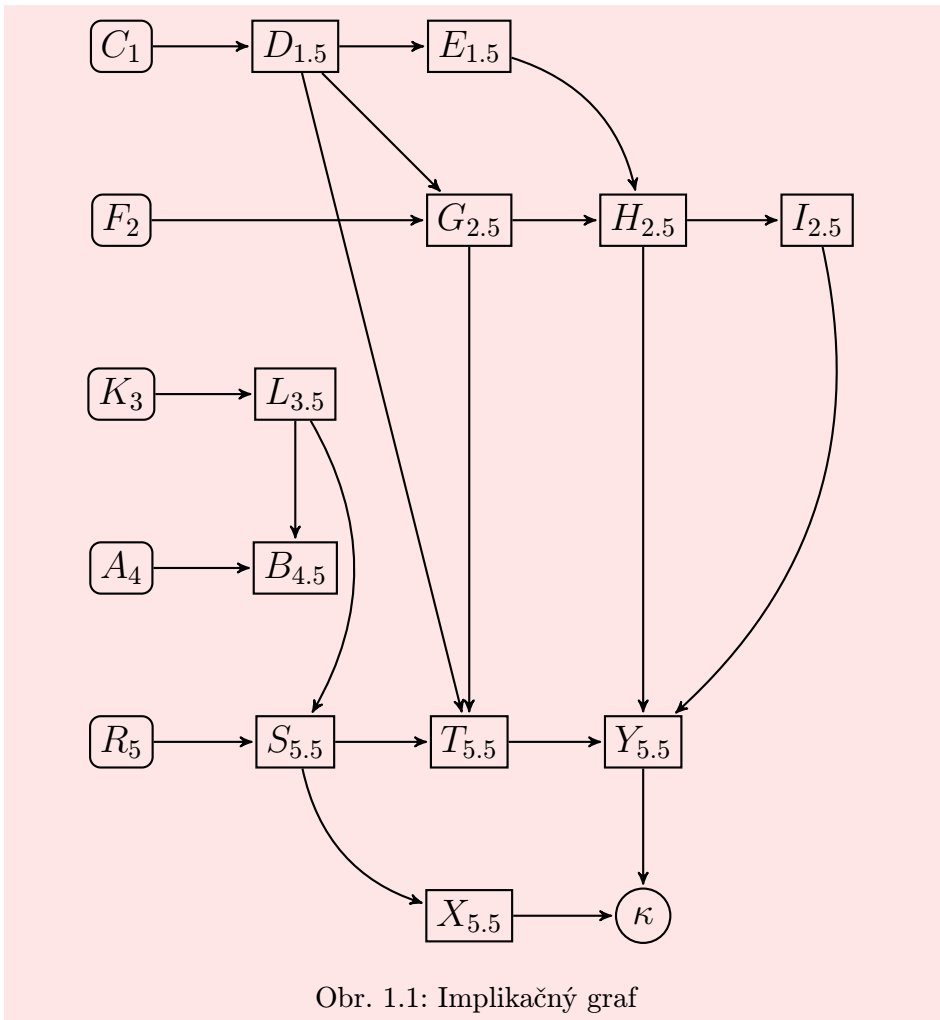 C₁ D₁.₅ E₁.₅
F₂ G₂.₅ H₂.₅ I₂.₅
K₃ L₃.₅
A₄ B₄.₅
R₅ S₅.₅ T₅.₅ Y₅.₅
X₅.₅ κ
Obr. 1.1: Implikačný graf